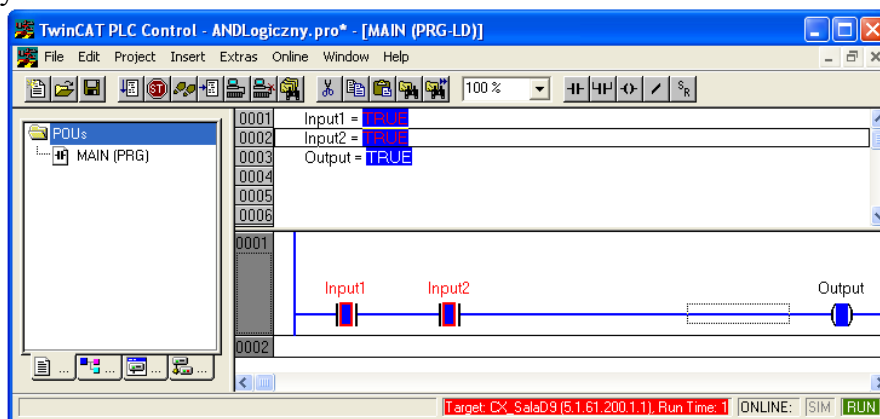 y
TwinCAT PLC Control - ANDLogiczny.pro* - [MAIN (PRG-LD)]
File Edit Project Insert Extras Online Window Help
100 %
S R
POUs
MAIN (PRG)
0001 Input1 = TRUE
0002 Input2 = TRUE
0003 Output = TRUE
0004
0005
0006
0001
Input1 Input2 Output
0002
... ... ... ...
Target: CX_SalaD9 (5.1.61.200.1.1), Run Time: 1 ONLINE: SIM RUN